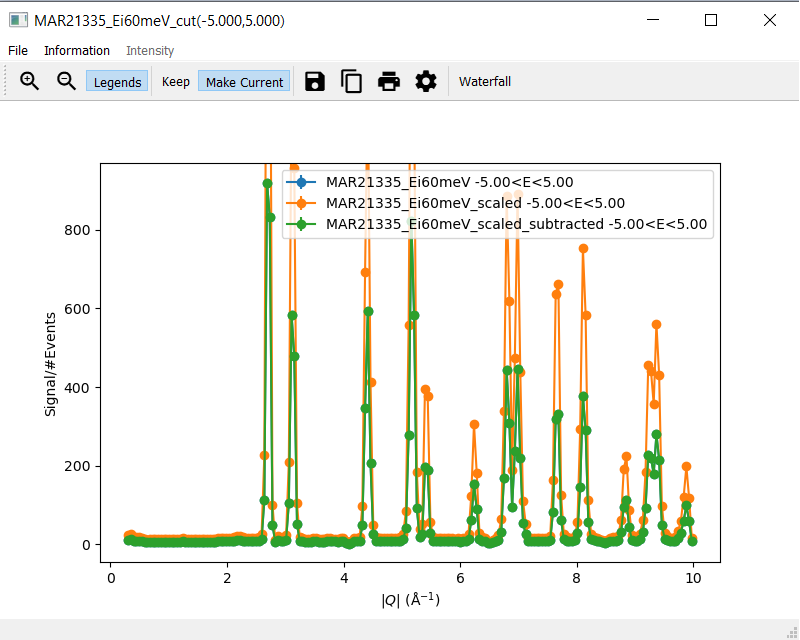 MAR21335_Ei60meV_cut(-5.000,5.000)
File Information Intensity
Legends Keep Make Current Waterfall
MAR21335_Ei60meV -5.00<E<5.00
MAR21335_Ei60meV_scaled -5.00<E<5.00
MAR21335_Ei60meV_scaled_subtracted -5.00<E<5.00
800
600
400
200
0
Signal/#Events
0 2 4 6 8 10
|Q| (Å⁻¹)